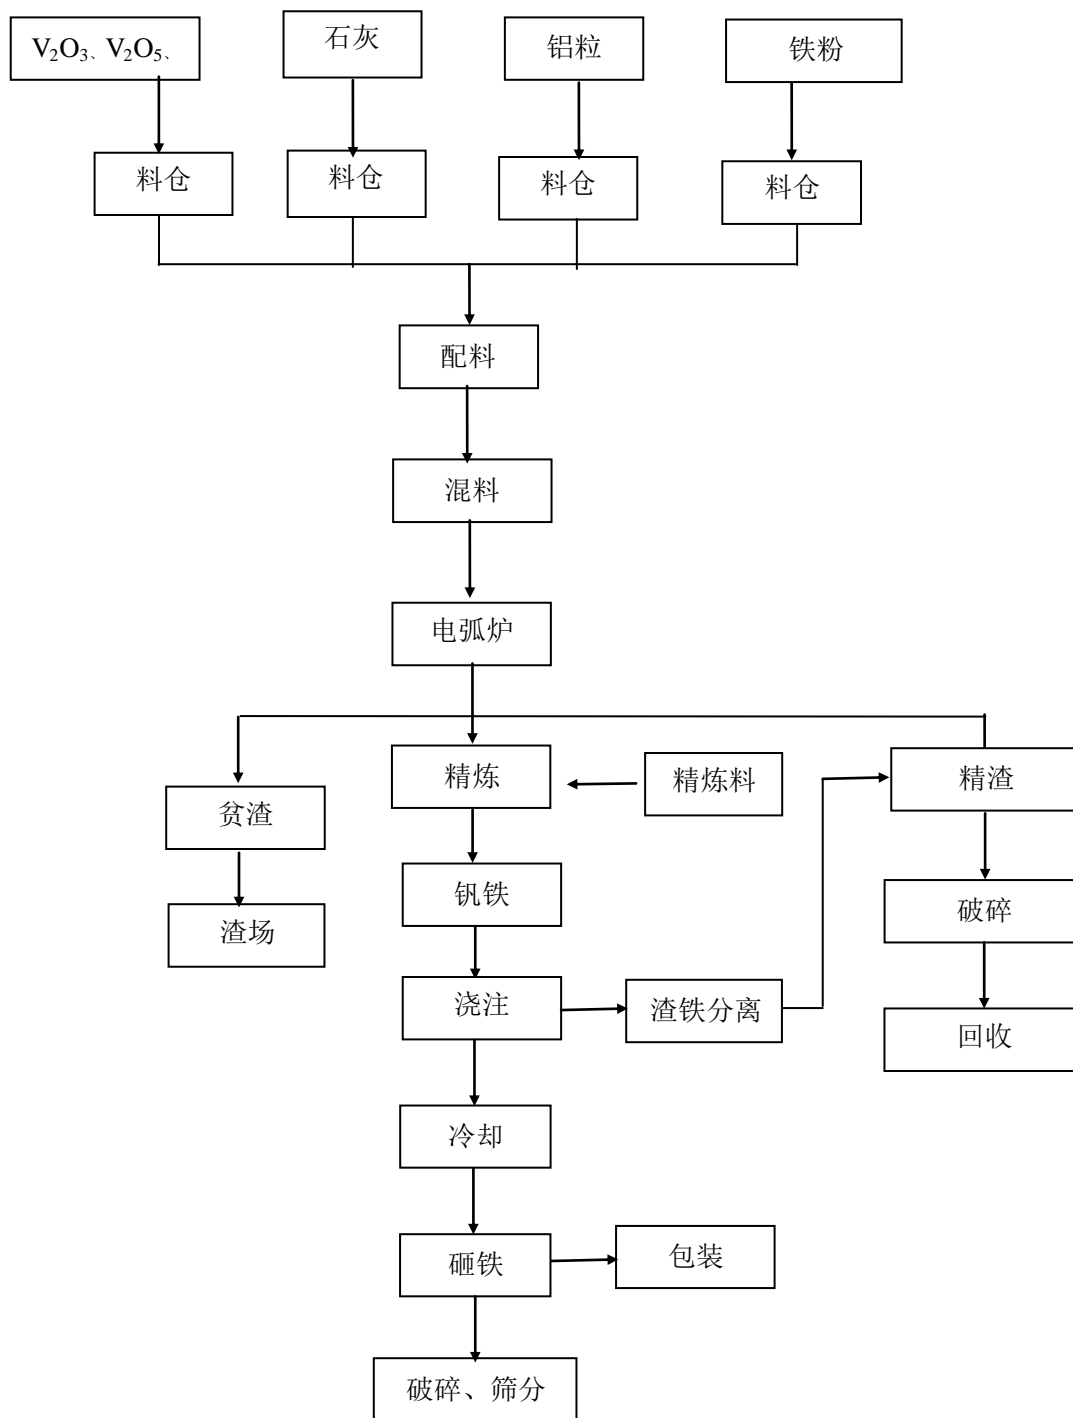 V₂O₃、V₂O₅、
石灰
铝粒
铁粉
料仓
料仓
料仓
料仓
配料
混料
电弧炉
精炼
精炼料
精渣
贫渣
钒铁
破碎
渣场
浇注
渣铁分离
回收
冷却
砸铁
包装
破碎、筛分